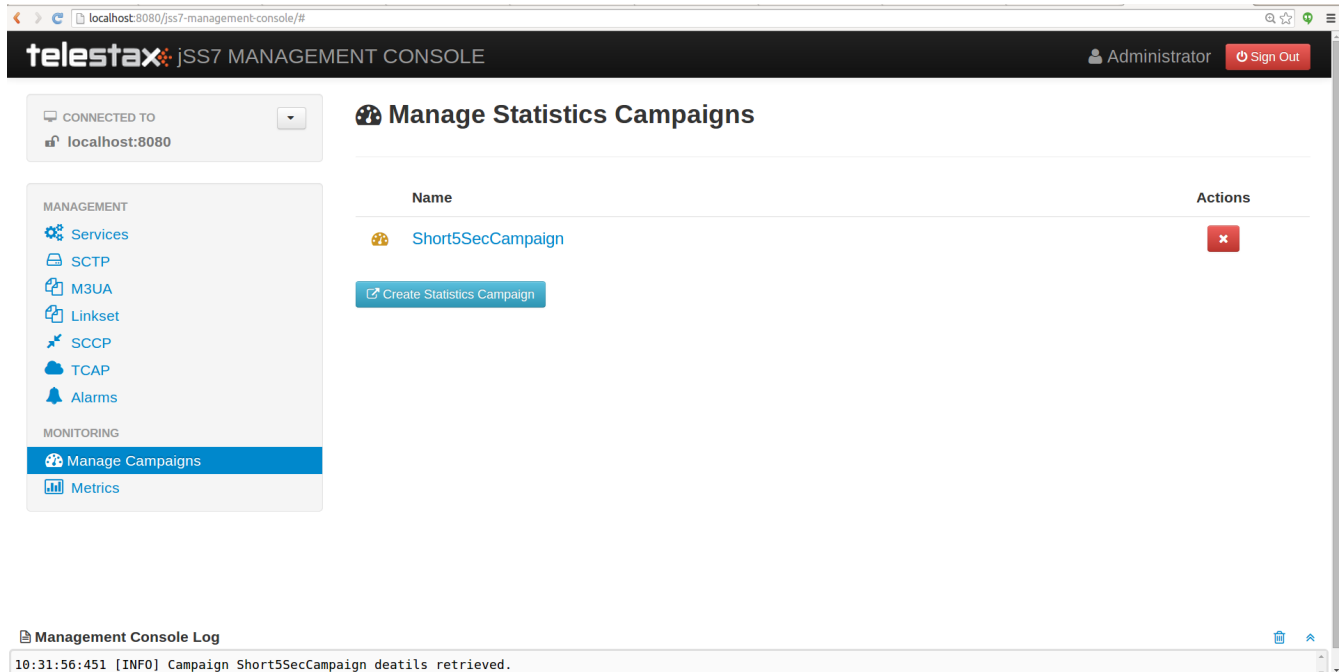 localhost:8080/jss7-management-console/#
telestax jSS7 MANAGEMENT CONSOLE
Administrator
Sign Out
CONNECTED TO
localhost:8080
MANAGEMENT
Services
SCTP
M3UA
Linkset
SCCP
TCAP
Alarms
MONITORING
Manage Campaigns
Metrics
Manage Statistics Campaigns
Name Actions
Short5SecCampaign
Create Statistics Campaign
Management Console Log
10:31:56:451 [INFO] Campaign Short5SecCampaign deatils retrieved.